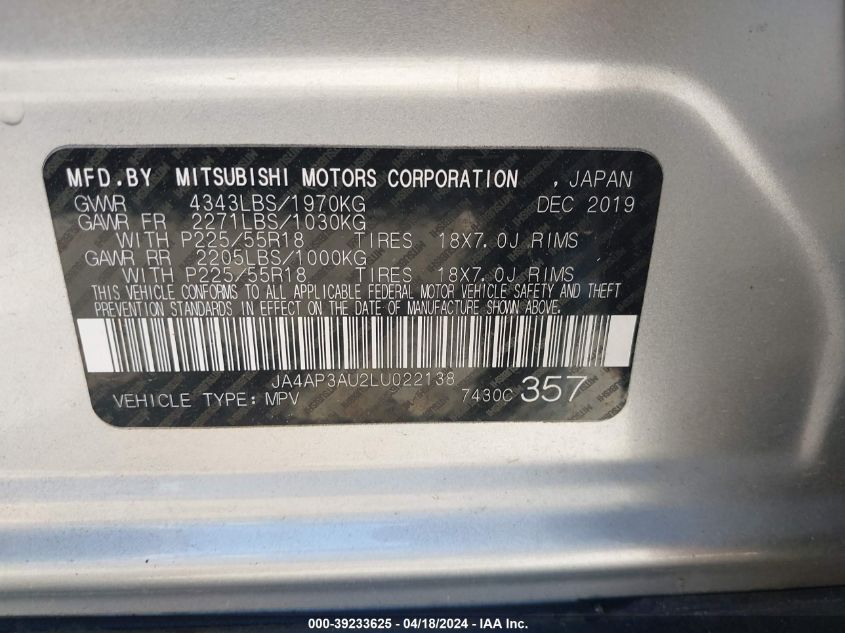 MFD.BY MITSUBISHI MOTORS CORPORATION , JAPAN
GVWR 4343LBS/1970KG DEC 2019
GAWR FR 2271LBS/1030KG
WITH P225/55R18 TIRES 18X7.0J RIMS
GAWR RR 2205LBS/1000KG
WITH P225/55R18 TIRES 18X7.0J RIMS
THIS VEHICLE CONFORMS TO ALL APPLICABLE FEDERAL MOTOR VEHICLE SAFETY AND THEFT
PREVENTION STANDARDS IN EFFECT ON THE DATE OF MANUFACTURE SHOWN ABOVE.
JA4AP3AU2LU022138
VEHICLE TYPE: MPV 7430C 357
000-39233625 - 04/18/2024 - IAAI.COM